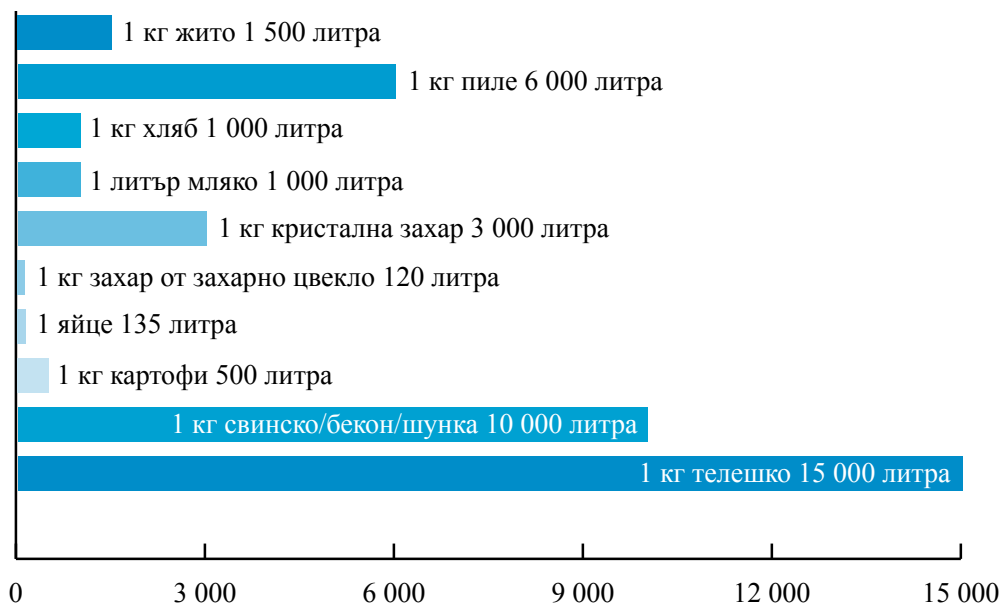 1 кг жито 1 500 литра
1 кг пиле 6 000 литра
1 кг хляб 1 000 литра
1 литър мляко 1 000 литра
1 кг кристална захар 3 000 литра
1 кг захар от захарно цвекло 120 литра
1 яйце 135 литра
1 кг картофи 500 литра
1 кг свинско/бекон/шунка 10 000 литра
1 кг телешко 15 000 литра
0 3 000 6 000 9 000 12 000 15 000